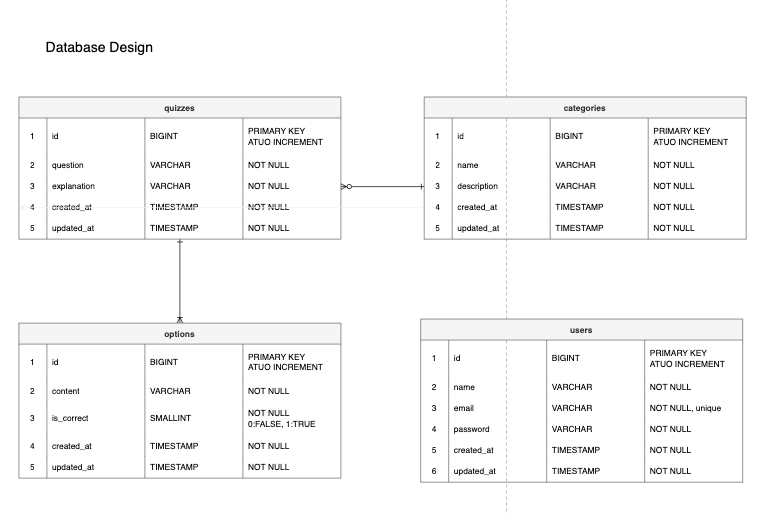 Database Design
quizzes
1 id BIGINT PRIMARY KEY
ATUO INCREMENT
2 question VARCHAR NOT NULL
3 explanation VARCHAR NOT NULL
4 created_at TIMESTAMP NOT NULL
5 updated_at TIMESTAMP NOT NULL
categories
1 id BIGINT PRIMARY KEY
ATUO INCREMENT
2 name VARCHAR NOT NULL
3 description VARCHAR NOT NULL
4 created_at TIMESTAMP NOT NULL
5 updated_at TIMESTAMP NOT NULL
options
1 id BIGINT PRIMARY KEY
ATUO INCREMENT
2 content VARCHAR NOT NULL
3 is_correct SMALLINT NOT NULL
0:FALSE, 1:TRUE
4 created_at TIMESTAMP NOT NULL
5 updated_at TIMESTAMP NOT NULL
users
1 id BIGINT PRIMARY KEY
ATUO INCREMENT
2 name VARCHAR NOT NULL
3 email VARCHAR NOT NULL, unique
4 password VARCHAR NOT NULL
5 created_at TIMESTAMP NOT NULL
6 updated_at TIMESTAMP NOT NULL